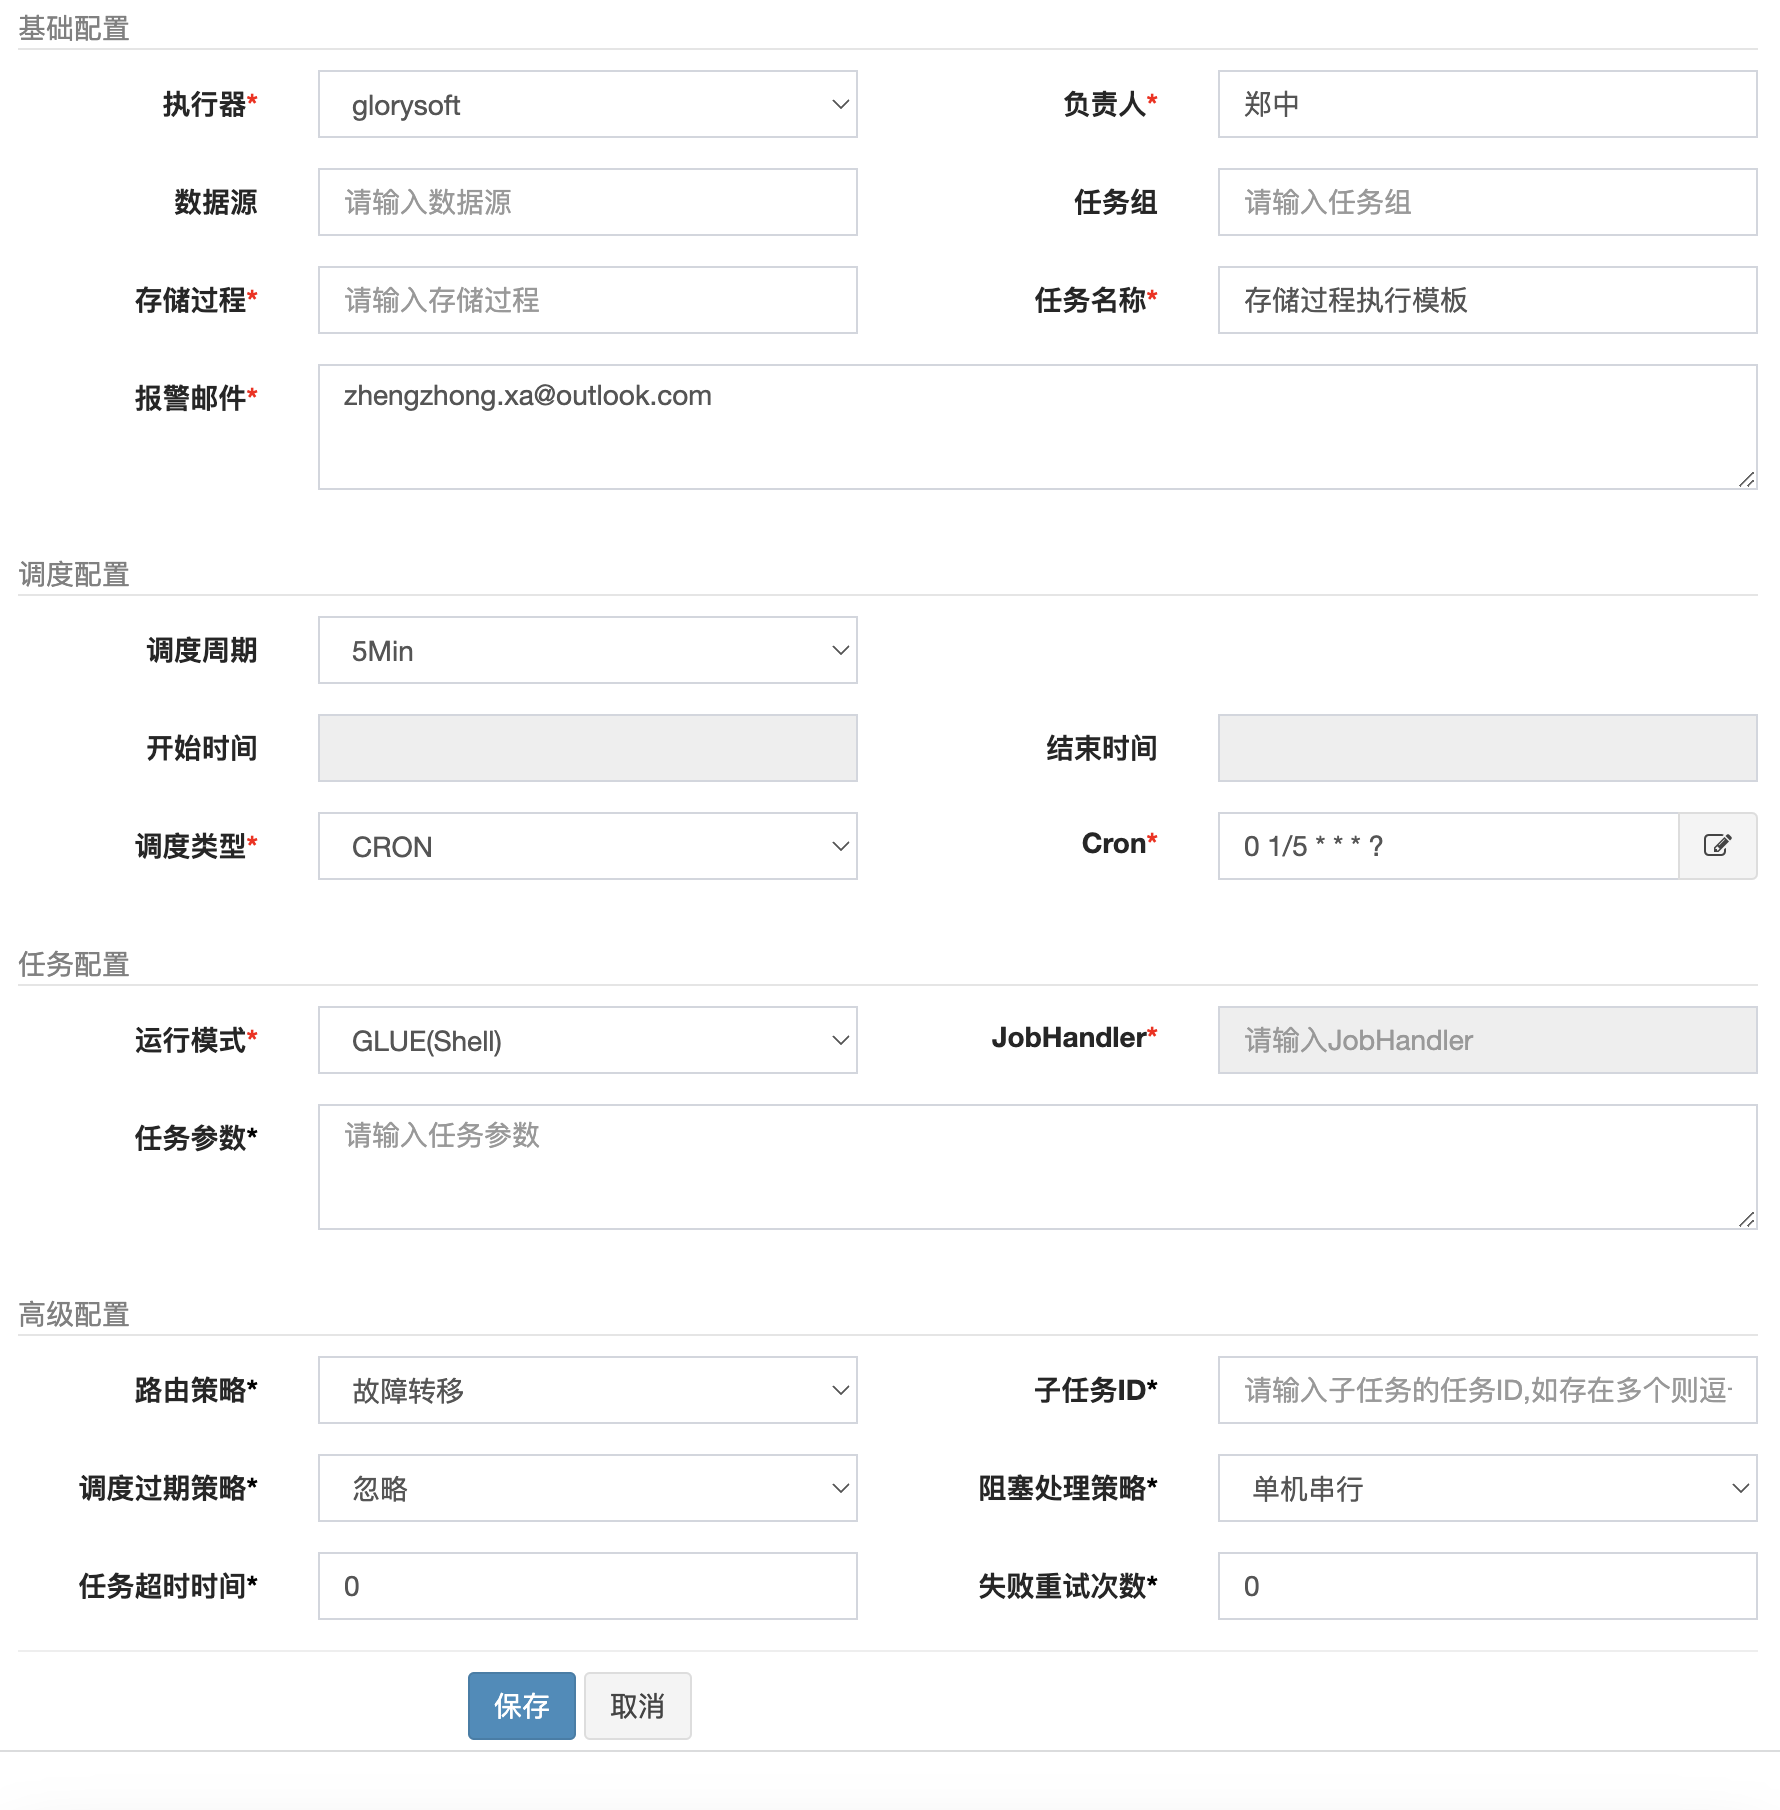 基础配置
执行器* glorysoft 负责人* 郑中
数据源 请输入数据源 任务组 请输入任务组
存储过程* 请输入存储过程 任务名称* 存储过程执行模板
报警邮件* zhengzhong.xa@outlook.com
调度配置
调度周期 5Min
开始时间 结束时间
调度类型* CRON Cron* 0 1/5 * * * ?
任务配置
运行模式* GLUE(Shell) JobHandler* 请输入JobHandler
任务参数* 请输入任务参数
高级配置
路由策略* 故障转移 子任务ID* 请输入子任务的任务ID,如存在多个则逗
调度过期策略* 忽略 阻塞处理策略* 单机串行
任务超时时间* 0 失败重试次数* 0
保存 取消